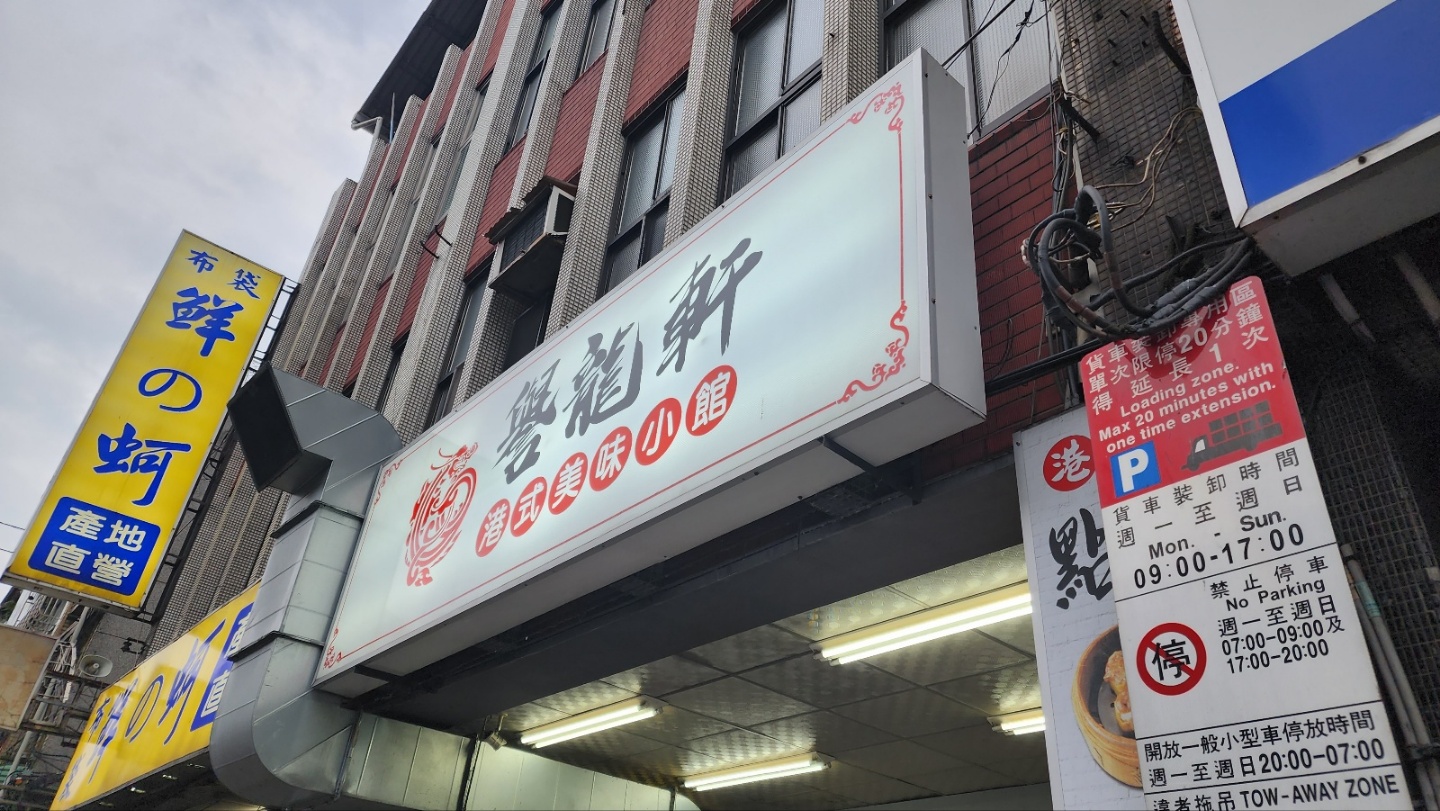 布袋
鮮の蚵
產地
直營
譽龍軒
港式美味小館
港
點
貨車裝卸專用區
單次限停20分鐘
得延長1次
Loading zone.
Max 20 minutes with
one time extension.
P
貨車裝卸時間
週一至週日
Mon. - Sun.
09:00-17:00
禁止停車
No Parking
週一至週日
07:00-09:00及
17:00-20:00
停
開放一般小型車停放時間
週一至週日20:00-07:00
違者拖吊 TOW-AWAY ZONE
の蚵
直